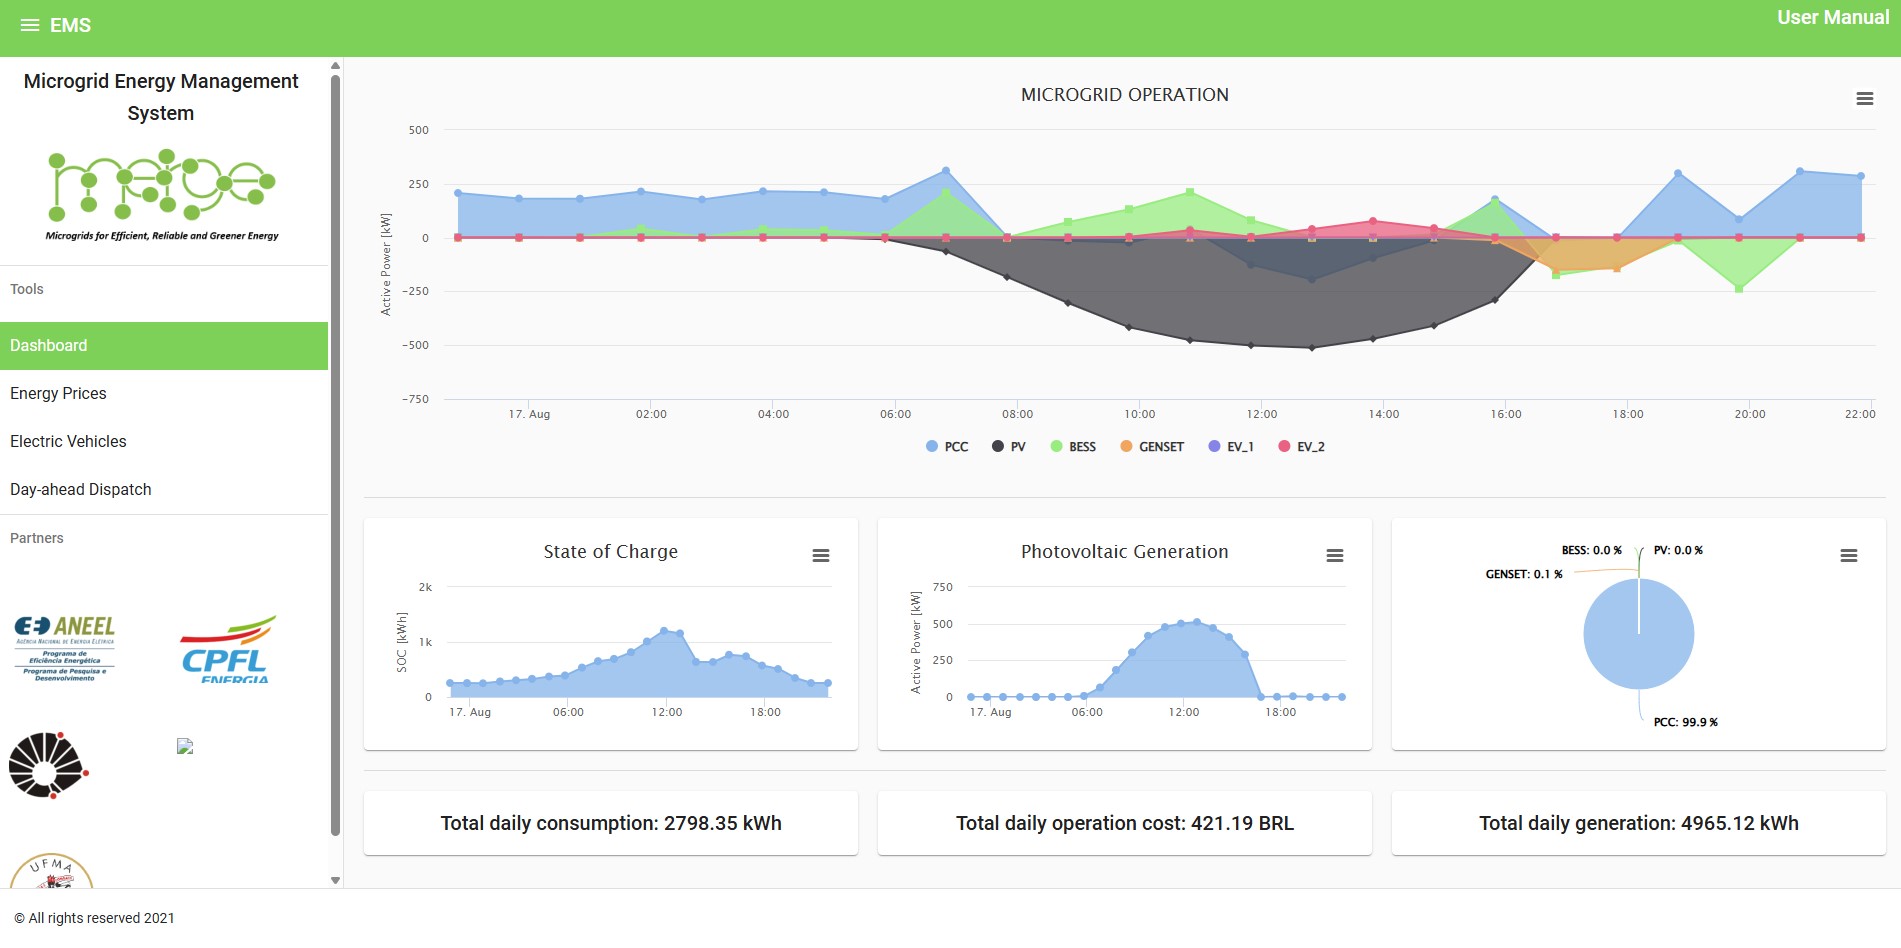 EMS
User Manual
Microgrid Energy Management
System
merge
Microgrids for Efficient, Reliable and Greener Energy
Tools
Dashboard
Energy Prices
Electric Vehicles
Day-ahead Dispatch
Partners
ANEEL
AGÊNCIA NACIONAL DE ENERGIA ELÉTRICA
Programa de
Eficiência Energética
Programa de Pesquisa e
Desenvolvimento
CPFL
ENERGIA
UFMA
MICROGRID OPERATION
Active Power [kW]
500
250
0
−250
−500
−750
17. Aug 02:00 04:00 06:00 08:00 10:00 12:00 14:00 16:00 18:00 20:00 22:00
PCC PV BESS GENSET EV_1 EV_2
State of Charge
SOC [kWh]
2k
1k
0
17. Aug 06:00 12:00 18:00
Photovoltaic Generation
Active Power [kW]
750
500
250
0
17. Aug 06:00 12:00 18:00
BESS: 0.0 % PV: 0.0 %
GENSET: 0.1 %
PCC: 99.9 %
Total daily consumption: 2798.35 kWh
Total daily operation cost: 421.19 BRL
Total daily generation: 4965.12 kWh
© All rights reserved 2021